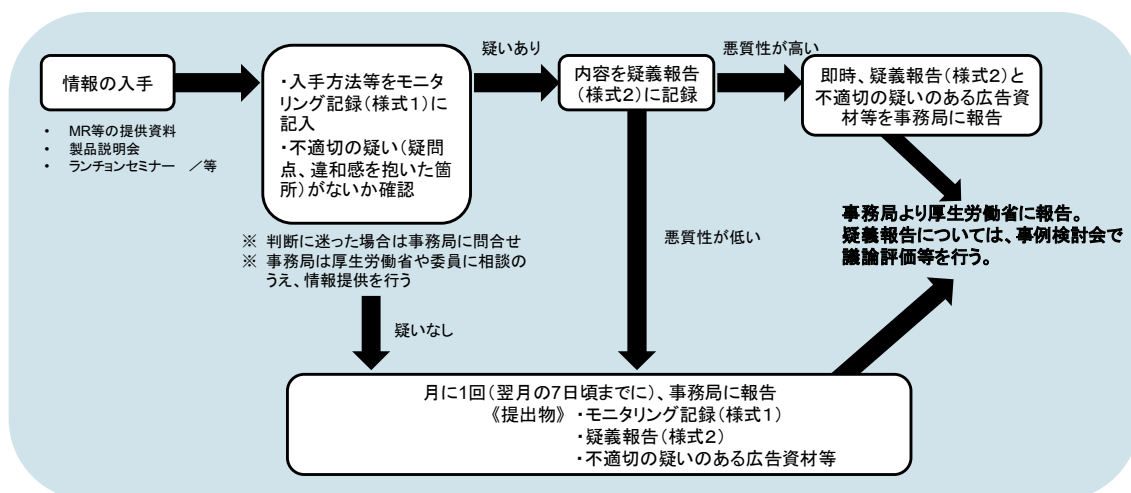 情報の入手
・ MR等の提供資料
・ 製品説明会
・ ランチョンセミナー ／等
・入手方法等をモニ
タリング記録(様式1)に
記入
・不適切の疑い(疑問
点、違和感を抱いた箇
所)がないか確認
※ 判断に迷った場合は事務局に問合せ
※ 事務局は厚生労働省や委員に相談の
うえ、情報提供を行う
疑いあり
内容を疑義報告
(様式2)に記録
悪質性が高い
即時、疑義報告(様式2)と
不適切の疑いのある広告資
材等を事務局に報告
悪質性が低い
事務局より厚生労働省に報告。
疑義報告については、事例検討会で
議論評価等を行う。
疑いなし
月に1回(翌月の7日頃までに)、事務局に報告
《提出物》・モニタリング記録(様式1)
・疑義報告(様式2)
・不適切の疑いのある広告資材等